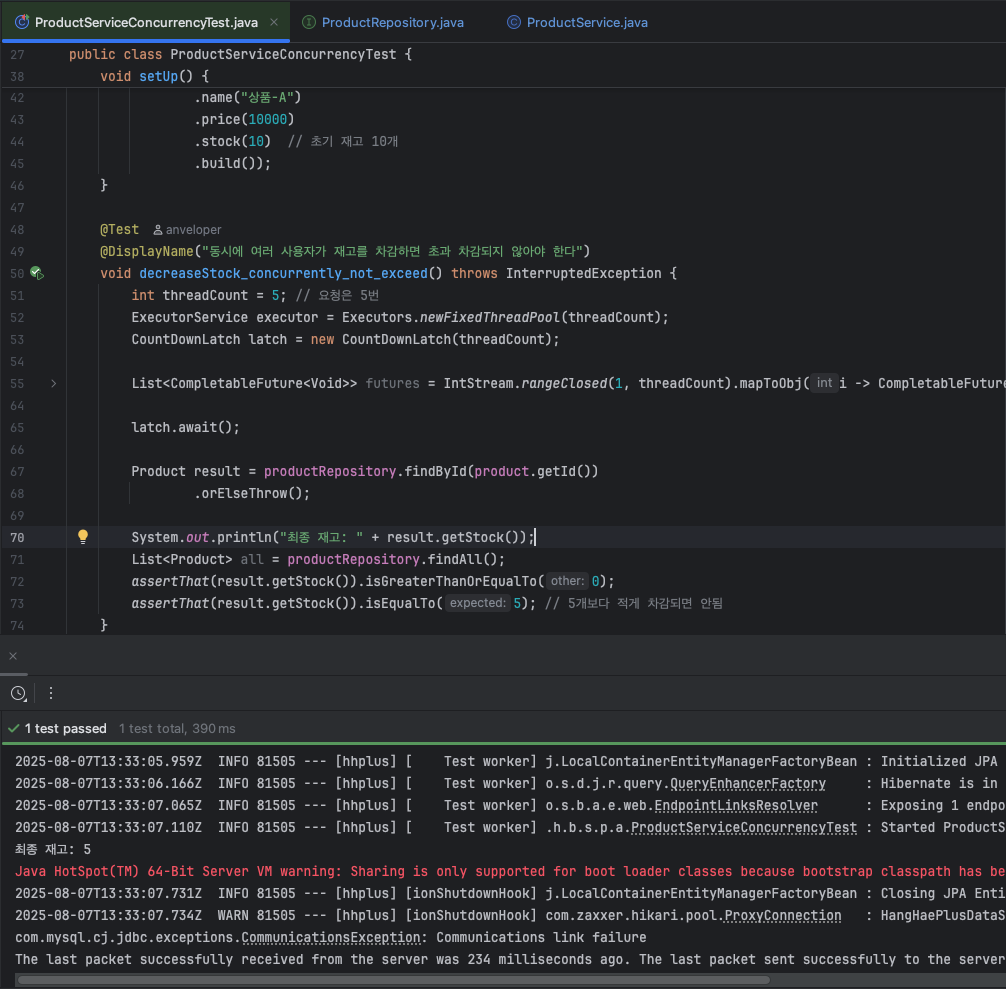 ProductServiceConcurrencyTest.java
ProductRepository.java
ProductService.java
27 public class ProductServiceConcurrencyTest {
38 void setUp() {
42 .name("상품-A")
43 .price(10000)
44 .stock(10) // 초기 재고 10개
45 .build());
46 }
47
48 @Test anveloper
49 @DisplayName("동시에 여러 사용자가 재고를 차감하면 초과 차감되지 않아야 한다")
50 void decreaseStock_concurrently_not_exceed() throws InterruptedException {
51 int threadCount = 5; // 요청은 5번
52 ExecutorService executor = Executors.newFixedThreadPool(threadCount);
53 CountDownLatch latch = new CountDownLatch(threadCount);
54
55 List<CompletableFuture<Void>> futures = IntStream.rangeClosed(1, threadCount).mapToObj( int i -> CompletableFuture
64
65 latch.await();
66
67 Product result = productRepository.findById(product.getId())
68 .orElseThrow();
69
70 System.out.println("최종 재고: " + result.getStock());
71 List<Product> all = productRepository.findAll();
72 assertThat(result.getStock()).isGreaterThanOrEqualTo( other: 0);
73 assertThat(result.getStock()).isEqualTo( expected: 5); // 5개보다 적게 차감되면 안됨
74 }
1 test passed 1 test total, 390 ms
2025-08-07T13:33:05.959Z INFO 81505 --- [hhplus] [ Test worker] j.LocalContainerEntityManagerFactoryBean : Initialized JPA
2025-08-07T13:33:06.166Z INFO 81505 --- [hhplus] [ Test worker] o.s.d.j.r.query.QueryEnhancerFactory : Hibernate is in
2025-08-07T13:33:07.065Z INFO 81505 --- [hhplus] [ Test worker] o.s.b.a.e.web.EndpointLinksResolver : Exposing 1 endpo
2025-08-07T13:33:07.110Z INFO 81505 --- [hhplus] [ Test worker] .h.b.s.p.a.ProductServiceConcurrencyTest : Started ProductS
최종 재고: 5
Java HotSpot(TM) 64-Bit Server VM warning: Sharing is only supported for boot loader classes because bootstrap classpath has be
2025-08-07T13:33:07.731Z INFO 81505 --- [hhplus] [ionShutdownHook] j.LocalContainerEntityManagerFactoryBean : Closing JPA Enti
2025-08-07T13:33:07.734Z WARN 81505 --- [hhplus] [ionShutdownHook] com.zaxxer.hikari.pool.ProxyConnection : HangHaePlusDataS
com.mysql.cj.jdbc.exceptions.CommunicationsException: Communications link failure
The last packet successfully received from the server was 234 milliseconds ago. The last packet sent successfully to the server